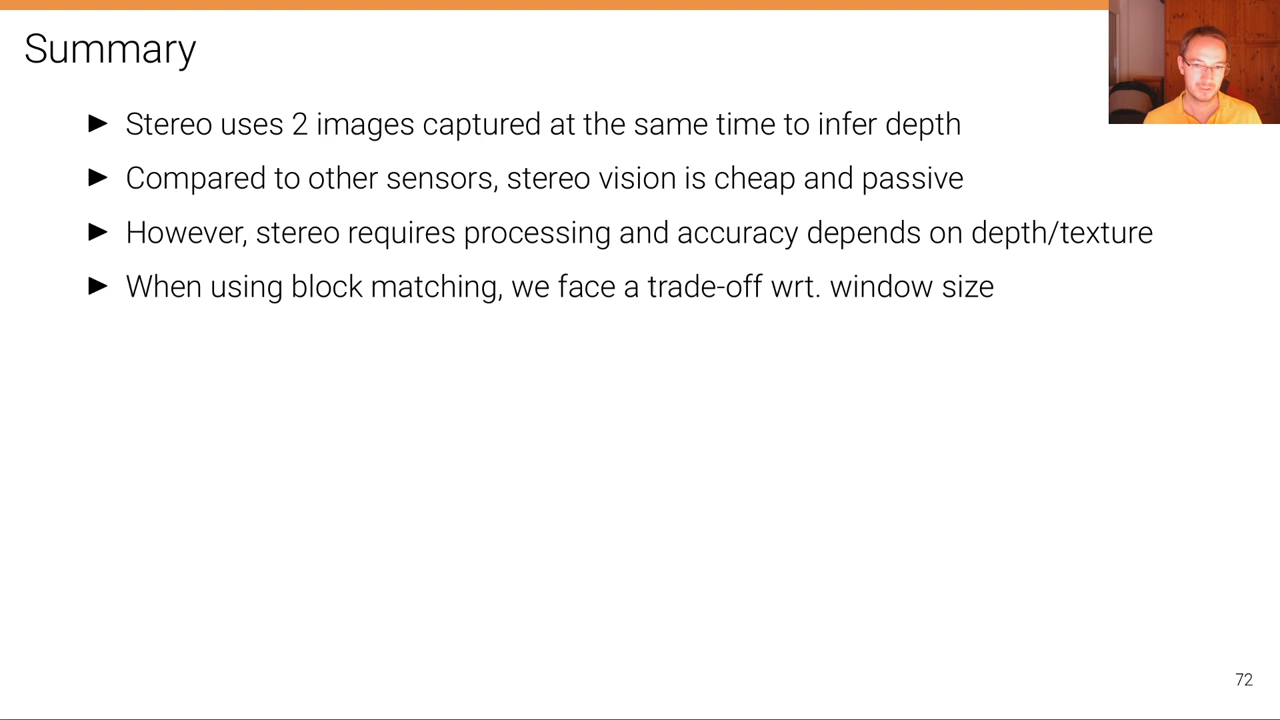 Summary
▶ Stereo uses 2 images captured at the same time to infer depth
▶ Compared to other sensors, stereo vision is cheap and passive
▶ However, stereo requires processing and accuracy depends on depth/texture
▶ When using block matching, we face a trade-off wrt. window size
72